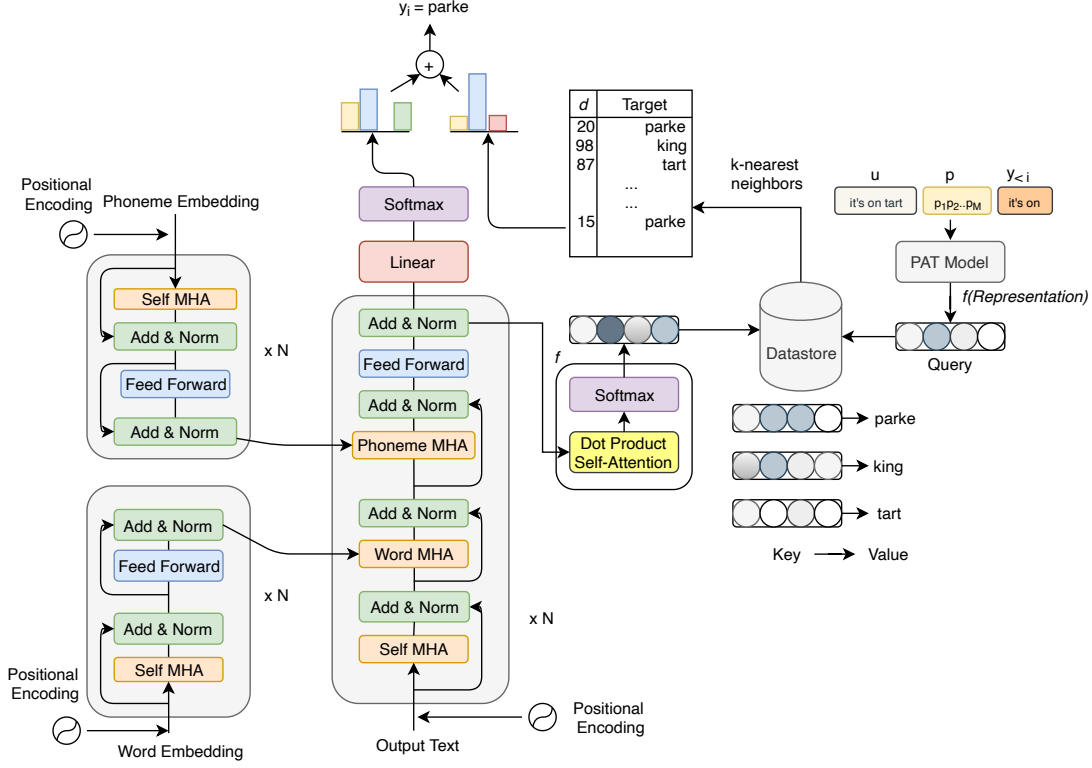 yi = parke
+
d Target
20 parke
98 king
87 tart
...
...
15 parke
k-nearest
neighbors
u p y< i
it's on tart p1p2..pM it's on
PAT Model
f(Representation)
Query
Datastore
Positional
Encoding
Phoneme Embedding
Self MHA
Add & Norm
Feed Forward
Add & Norm
x N
Add & Norm
Feed Forward
Add & Norm
Self MHA
x N
Positional
Encoding
Word Embedding
Softmax
Linear
Add & Norm
Feed Forward
Add & Norm
Phoneme MHA
Add & Norm
Word MHA
Add & Norm
Self MHA
x N
Output Text
Positional
Encoding
f
Softmax
Dot Product
Self-Attention
parke
king
tart
Key Value